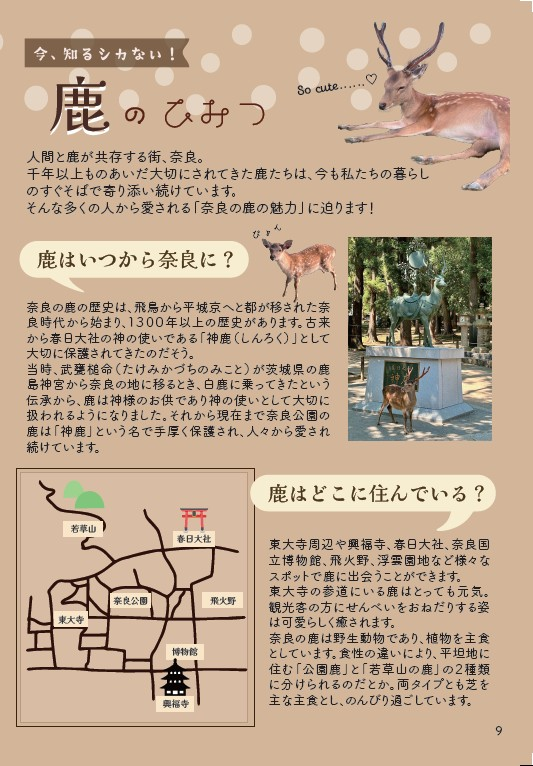 今、知るシカない！
鹿のひみつ
So cute......♡
人間と鹿が共存する街、奈良。
千年以上ものあいだ大切にされてきた鹿たちは、今も私たちの暮らし
のすぐそばで寄り添い続けています。
そんな多くの人から愛される「奈良の鹿の魅力」に迫ります！
ぴょん
鹿はいつから奈良に？
奈良の鹿の歴史は、飛鳥から平城京へと都が移された奈
良時代から始まり、1300年以上の歴史があります。古来
から春日大社の神の使いである「神鹿(しんろく)」として
大切に保護されてきたのだそう。
当時、武甕槌命(たけみかづちのみこと)が茨城県の鹿
島神宮から奈良の地に移るとき、白鹿に乗ってきたという
伝承から、鹿は神様のお供であり神の使いとして大切に
扱われるようになりました。それから現在まで奈良公園の
鹿は「神鹿」という名で手厚く保護され、人々から愛され
続けています。
鹿はどこに住んでいる？
東大寺周辺や興福寺、春日大社、奈良国
立博物館、飛火野、浮雲園地など様々な
スポットで鹿に出会うことができます。
東大寺の参道にいる鹿はとっても元気。
観光客の方にせんべいをおねだりする姿
は可愛らしく癒されます。
奈良の鹿は野生動物であり、植物を主食
としています。食性の違いにより、平坦地に
住む「公園鹿」と「若草山の鹿」の2種類
に分けられるのだとか。両タイプとも芝を
主な主食とし、のんびり過ごしています。
若草山
春日大社
奈良公園
飛火野
東大寺
博物館
興福寺
9